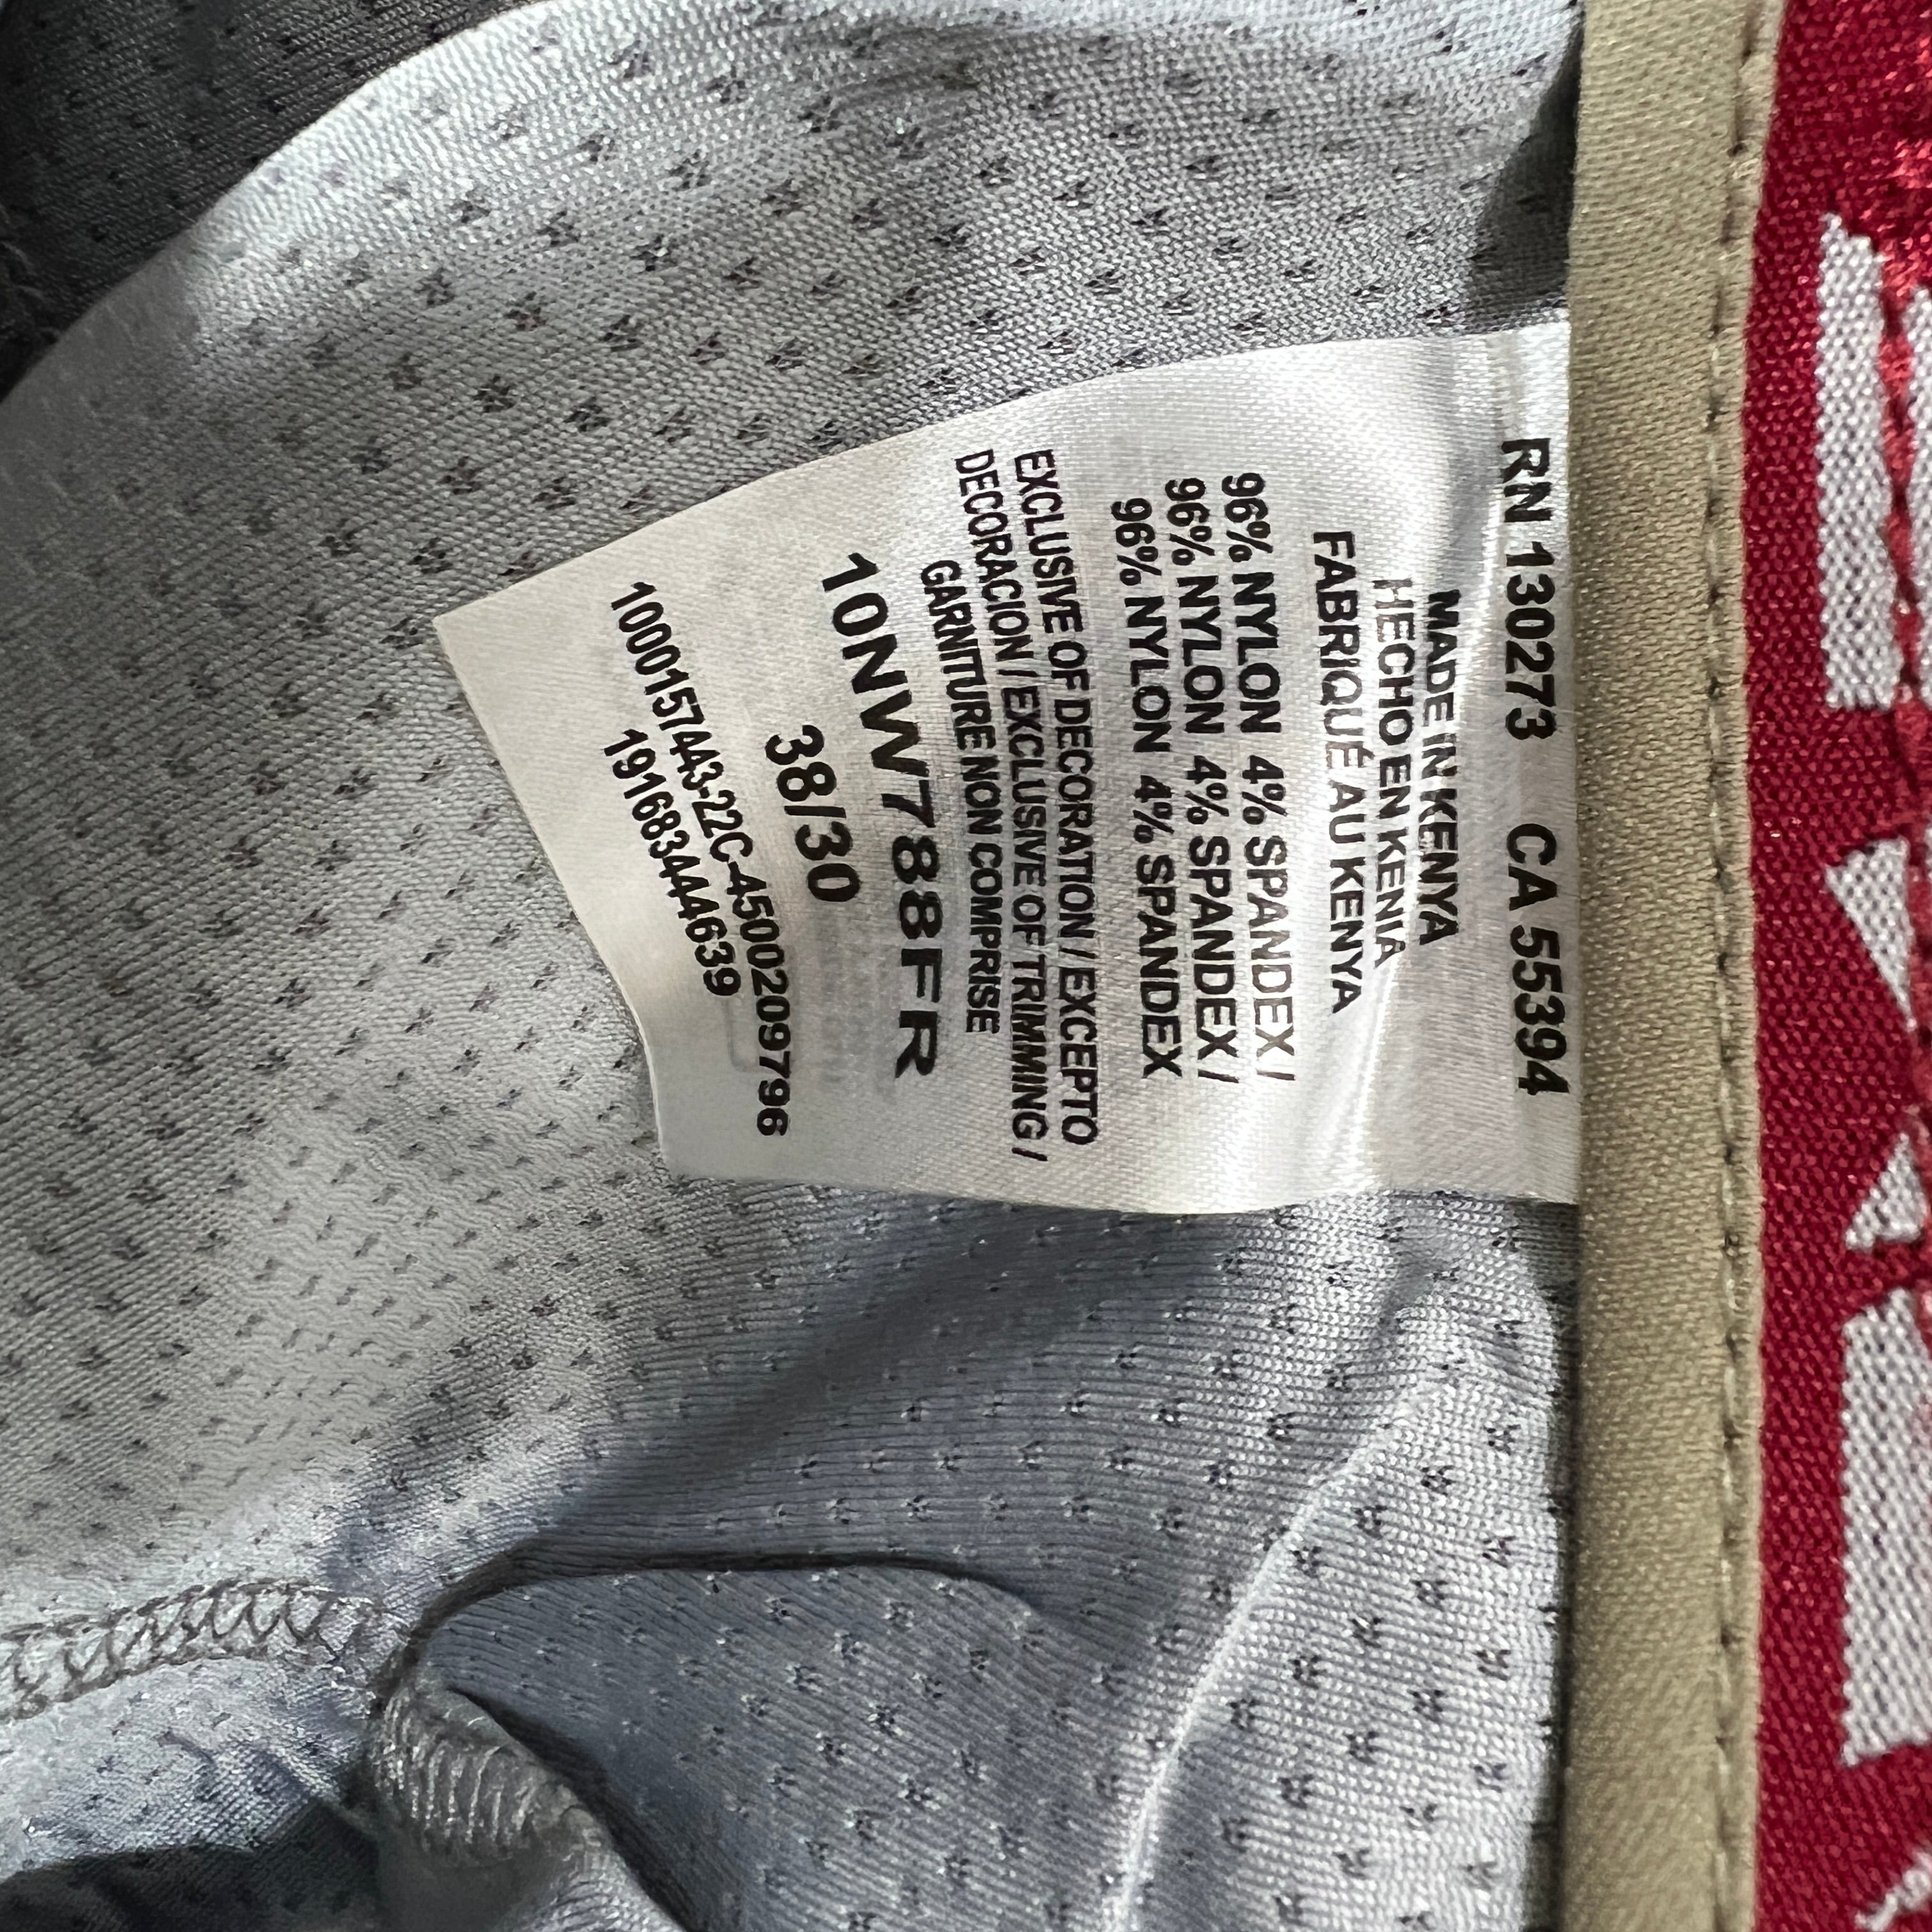 RN 130273 CA 55394
MADE IN KENYA
HECHO EN KENIA
FABRIQUÉ AU KENYA
96% NYLON 4% SPANDEX /
96% NYLON 4% SPANDEX /
96% NYLON 4% SPANDEX
EXCLUSIVE OF DECORATION / EXCEPTO
DECORACION / EXCLUSIVE OF TRIMMING /
GARNITURE NON COMPRISE
10NW788FR
38/30
1000157443-22C-4500209796
191683444639